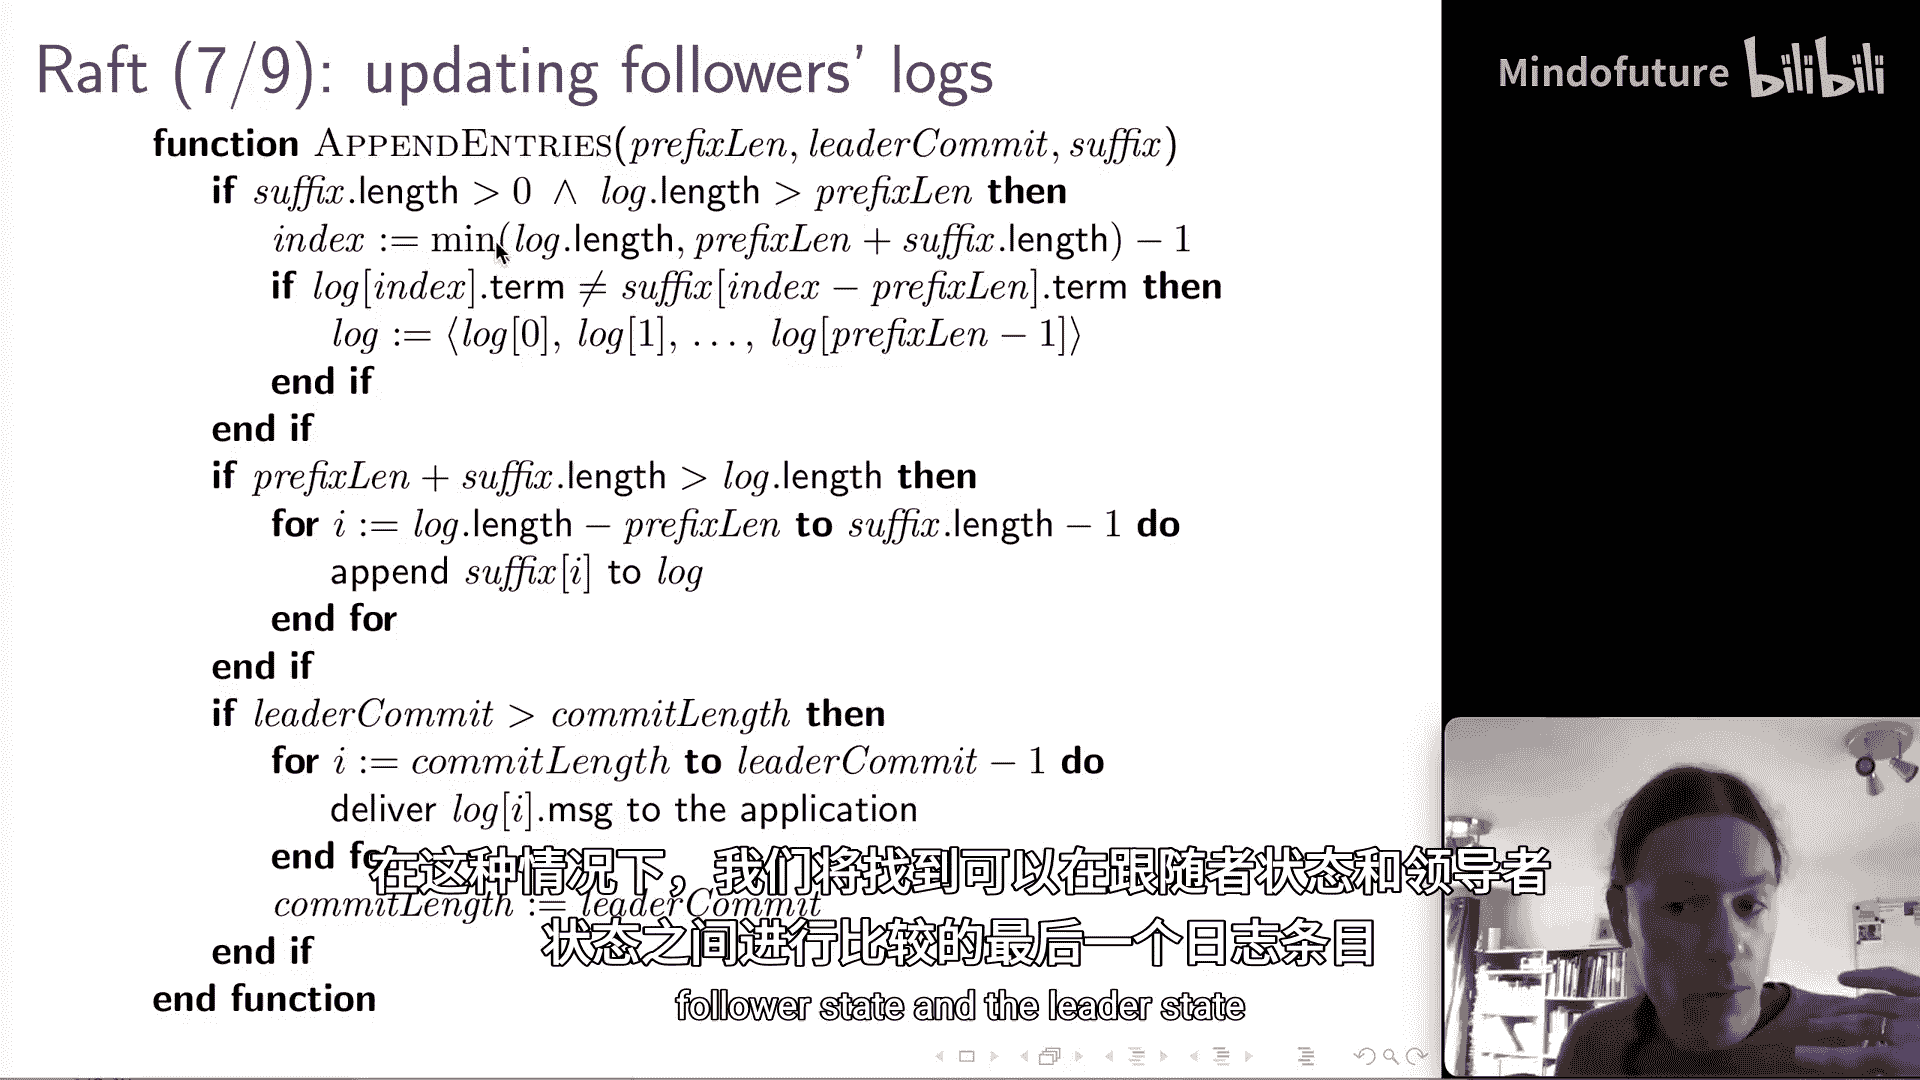 Raft (7/9): updating followers’ logs
Mindofuture bilibili
function APPENDENTRIES(prefixLen, leaderCommit, suffix)
if suffix.length > 0 ∧ log.length > prefixLen then
index := min(log.length, prefixLen + suffix.length) − 1
if log[index].term ≠ suffix[index − prefixLen].term then
log := ⟨log[0], log[1], . . . , log[prefixLen − 1]⟩
end if
end if
if prefixLen + suffix.length > log.length then
for i := log.length − prefixLen to suffix.length − 1 do
append suffix[i] to log
end for
end if
if leaderCommit > commitLength then
for i := commitLength to leaderCommit − 1 do
deliver log[i].msg to the application
end for
commitLength := leaderCommit
end if
end function
在这种情况下，我们将找到可以在跟随者状态和领导者
状态之间进行比较的最后一个日志条目
follower state and the leader state